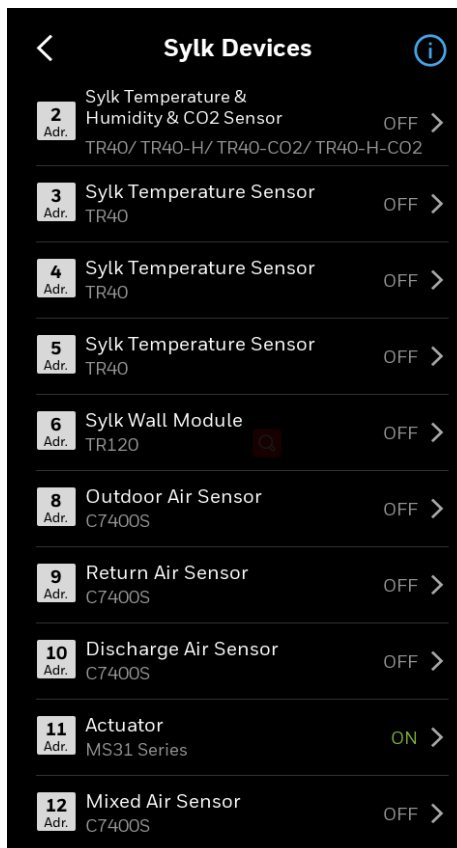 Sylk Devices
2
Adr.
Sylk Temperature &
Humidity & CO2 Sensor
OFF
TR40/ TR40-H/ TR40-CO2/ TR40-H-CO2
3
Adr.
Sylk Temperature Sensor
TR40
OFF
4
Adr.
Sylk Temperature Sensor
TR40
OFF
5
Adr.
Sylk Temperature Sensor
TR40
OFF
6
Adr.
Sylk Wall Module
TR120
OFF
8
Adr.
Outdoor Air Sensor
C7400S
OFF
9
Adr.
Return Air Sensor
C7400S
OFF
10
Adr.
Discharge Air Sensor
C7400S
OFF
11
Adr.
Actuator
MS31 Series
ON
12
Adr.
Mixed Air Sensor
C7400S
OFF